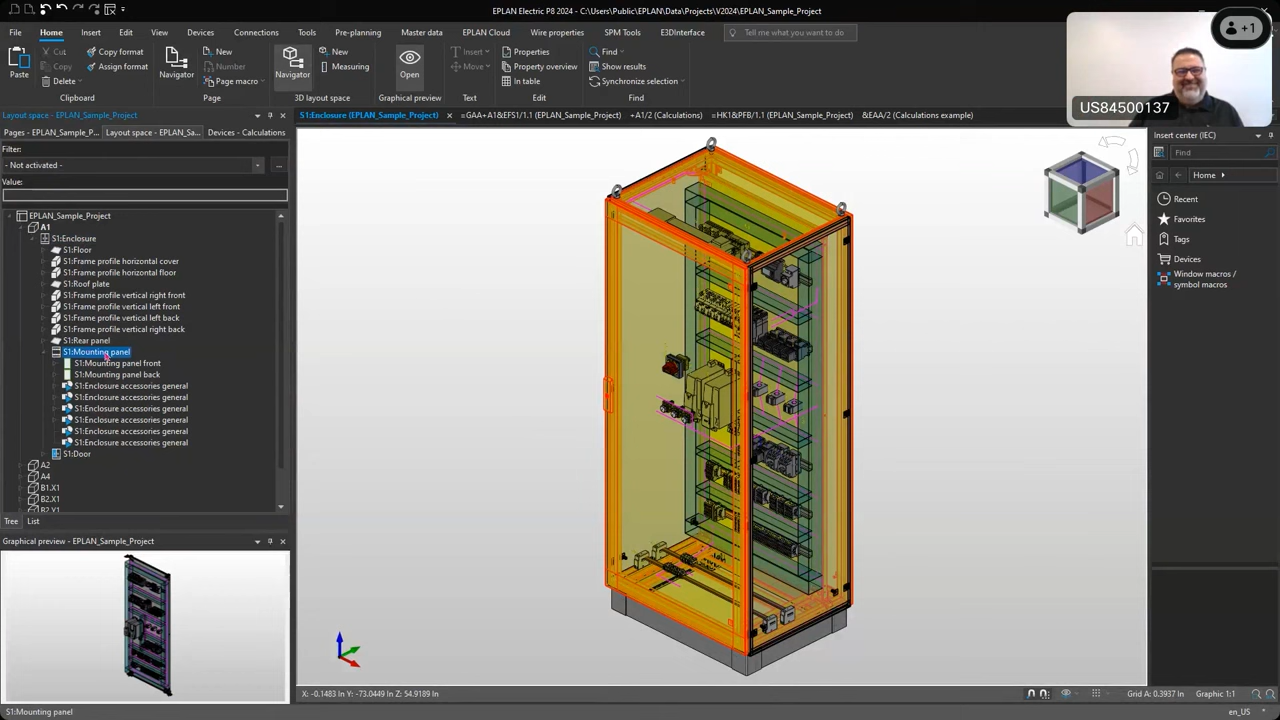 EPLAN Electric P8 2024 - C:\Users\Public\EPLAN\Data\Projects\V2024\EPLAN_Sample_Project
File Home Insert Edit View Devices Connections Tools Pre-planning Master data EPLAN Cloud Wire properties SPM Tools E3DInterface Tell me what you want to do
+1
US84500137
Paste
Cut
Copy
Delete
Copy format
Assign format
Clipboard
Navigator
New
Number
Page macro
Page
Navigator
New
Measuring
3D layout space
Open
Graphical preview
Insert
Move
Text
Properties
Property overview
In table
Edit
Find
Show results
Synchronize selection
Find
Layout space - EPLAN_Sample_Project
Pages - EPLAN_Sample_P... Layout space - EPLAN_Sa... Devices - Calculations
Filter:
- Not activated -
...
Value:
EPLAN_Sample_Project
A1
S1:Enclosure
S1:Floor
S1:Frame profile horizontal cover
S1:Frame profile horizontal floor
S1:Roof plate
S1:Frame profile vertical right front
S1:Frame profile vertical left front
S1:Frame profile vertical left back
S1:Frame profile vertical right back
S1:Rear panel
S1:Mounting panel
S1:Mounting panel front
S1:Mounting panel back
S1:Enclosure accessories general
S1:Enclosure accessories general
S1:Enclosure accessories general
S1:Enclosure accessories general
S1:Enclosure accessories general
S1:Enclosure accessories general
S1:Door
A2
A4
B1.X1
B2.X1
B2.Y1
Tree List
Graphical preview - EPLAN_Sample_Project
S1:Mounting panel
S1:Enclosure (EPLAN_Sample_Project) =GAA+A1&EFS1/1.1 (EPLAN_Sample_Project) +A1/2 (Calculations) =HK1&PFB/1.1 (EPLAN_Sample_Project) &EAA/2 (Calculations example)
Insert center (IEC)
Find
Home
Recent
Favorites
Tags
Devices
Window macros /
symbol macros
X: -0.1483 In Y: -73.0449 In Z: 54.9189 In
Grid A: 0.3937 In Graphic 1:1
en_US